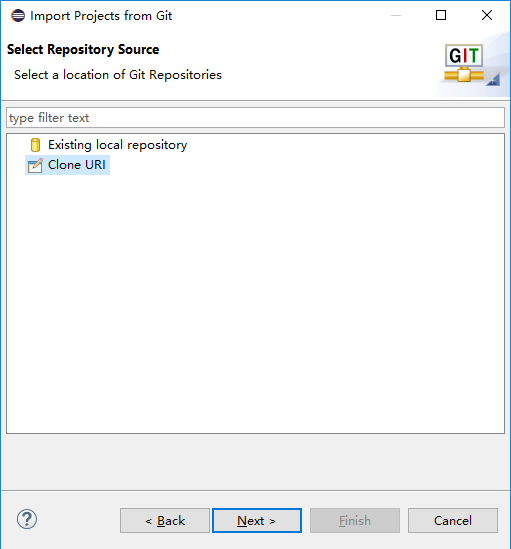 Import Projects from Git
Select Repository Source
Select a location of Git Repositories
GIT
type filter text
Existing local repository
Clone URI
?
< Back
Next >
Finish
Cancel